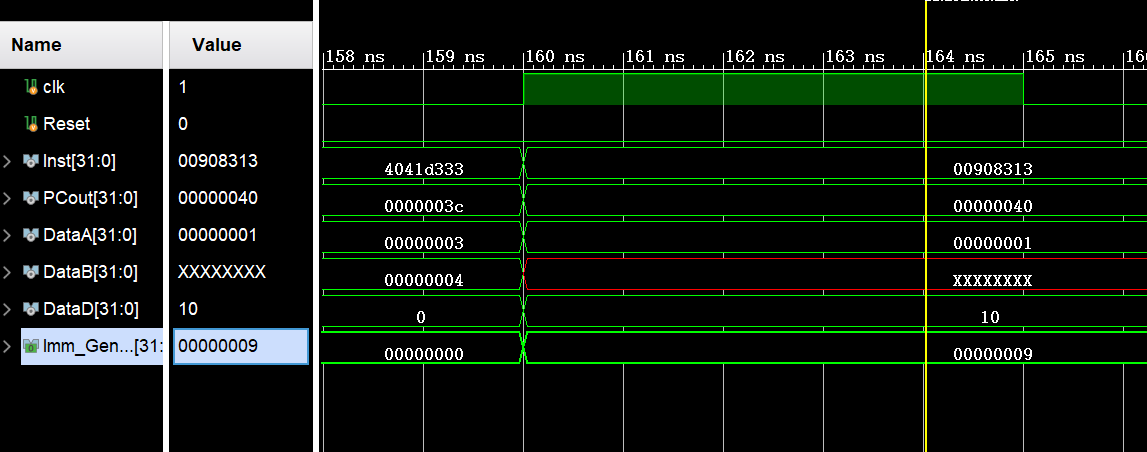 Name Value
158 ns 159 ns 160 ns 161 ns 162 ns 163 ns 164 ns 165 ns
clk 1
Reset 0
Inst[31:0] 00908313 4041d333 00908313
PCout[31:0] 00000040 0000003c 00000040
DataA[31:0] 00000001 00000003 00000001
DataB[31:0] XXXXXXXX 00000004 XXXXXXXX
DataD[31:0] 10 0 10
Imm_Gen...[31: 00000009 00000000 00000009